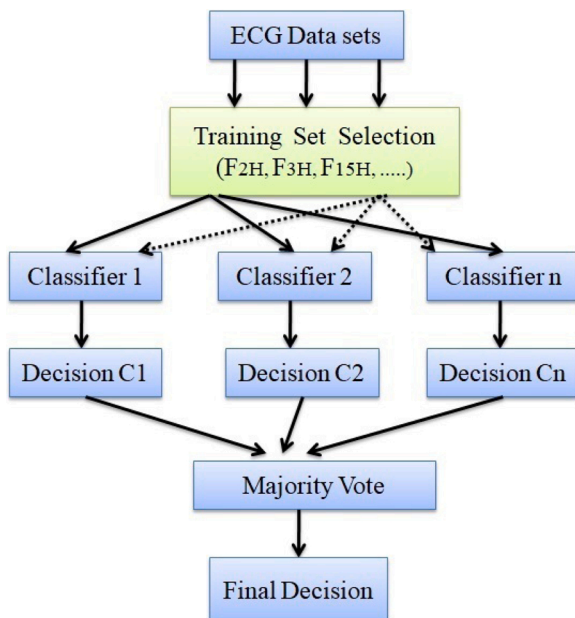 ECG Data sets
Training Set Selection
(F2H, F3H, F15H, .....)
Classifier 1
Classifier 2
Classifier n
Decision C1
Decision C2
Decision Cn
Majority Vote
Final Decision